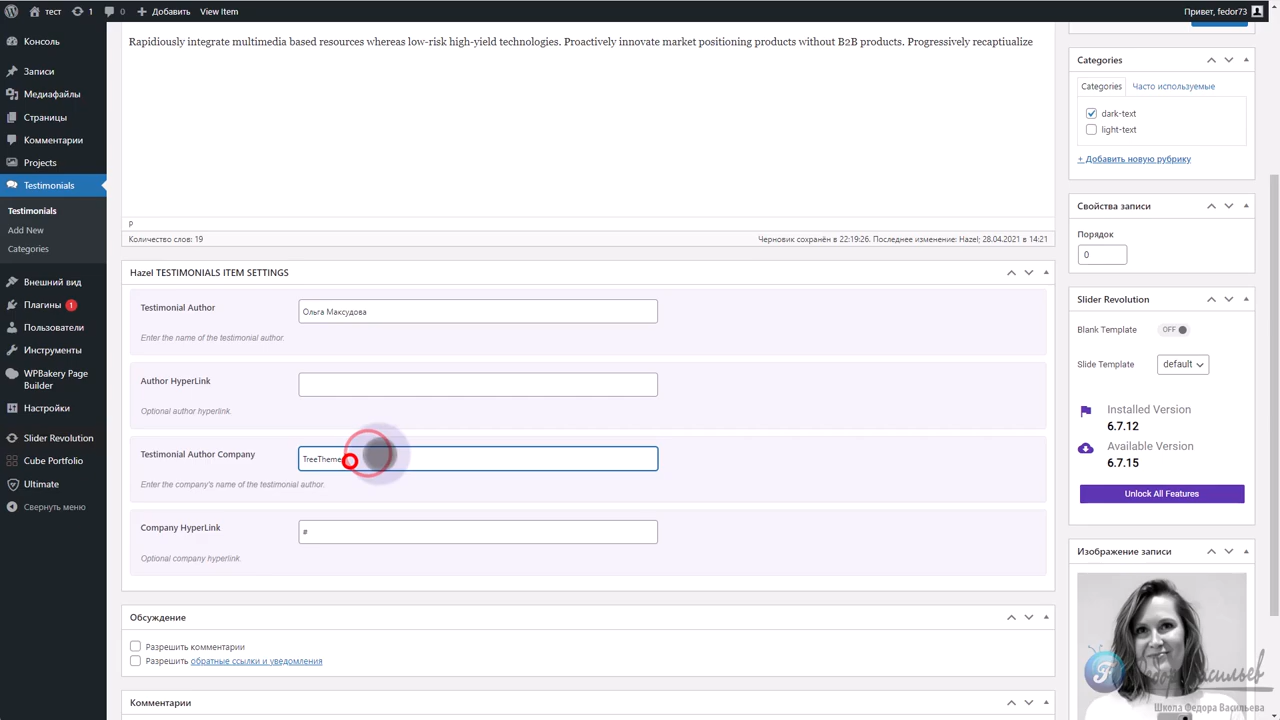 1
0
Добавить
View Item
Привет, fedor73
Консоль
Записи
Медиафайлы
Страницы
Комментарии
Projects
Testimonials
Testimonials
Add New
Categories
Внешний вид
Плагины 1
Пользователи
Инструменты
WPBakery Page
Builder
Настройки
Slider Revolution
Cube Portfolio
Ultimate
Свернуть меню
Rapidiously integrate multimedia based resources whereas low-risk high-yield technologies. Proactively innovate market positioning products without B2B products. Progressively recaptiualize
P
Количество слов: 19
Черновик сохранён в 22:19:26. Последнее изменение: Hazel; 28.04.2021 в 14:21
Hazel TESTIMONIALS ITEM SETTINGS
Testimonial Author
Ольга Максудова
Enter the name of the testimonial author.
Author HyperLink
Optional author hyperlink.
Testimonial Author Company
TreeThemes
Enter the company's name of the testimonial author.
Company HyperLink
#
Optional company hyperlink.
Обсуждение
Разрешить комментарии
Разрешить обратные ссылки и уведомления
Комментарии
Categories
Categories
Часто используемые
dark-text
light-text
+ Добавить новую рубрику
Свойства записи
Порядок
0
Slider Revolution
Blank Template
OFF
Slide Template
default
Installed Version
6.7.12
Available Version
6.7.15
Unlock All Features
Изображение записи
Федор Васильев
Школа Федора Васильева